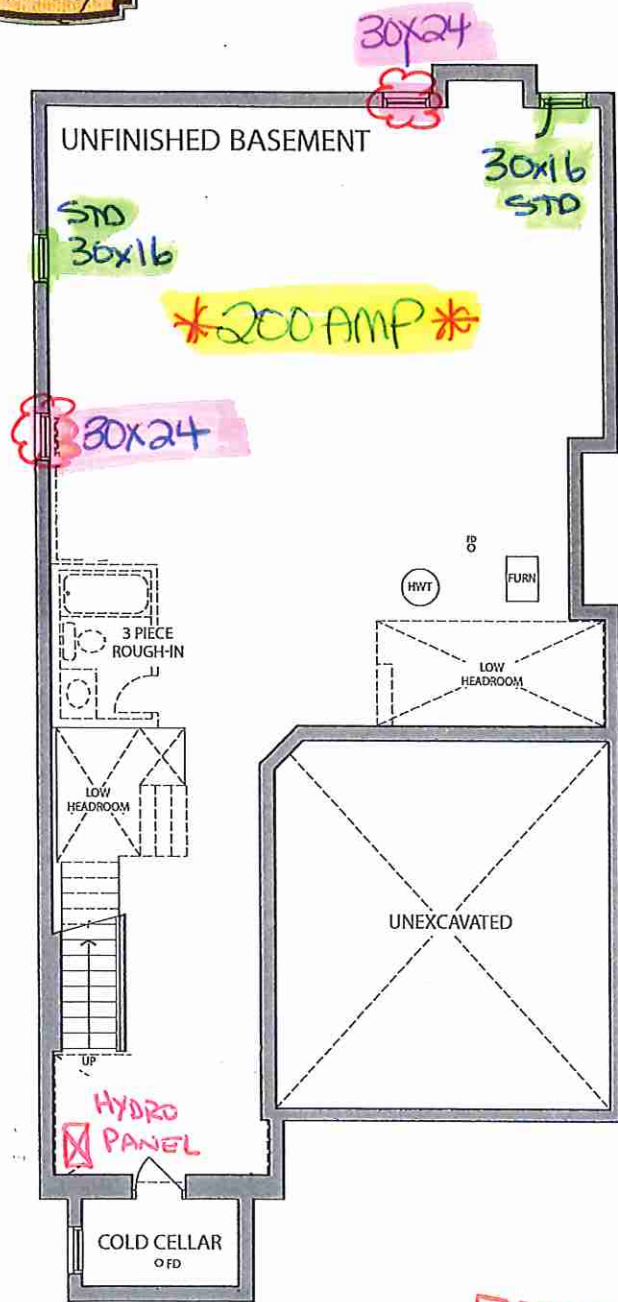 30x24
UNFINISHED BASEMENT
30x16
STD
STD
30x16
*200 AMP*
30x24
FD
HWT
FURN
3 PIECE
ROUGH-IN
LOW
HEADROOM
LOW
HEADROOM
UNEXCAVATED
UP
HYDRO
PANEL
COLD CELLAR
FD